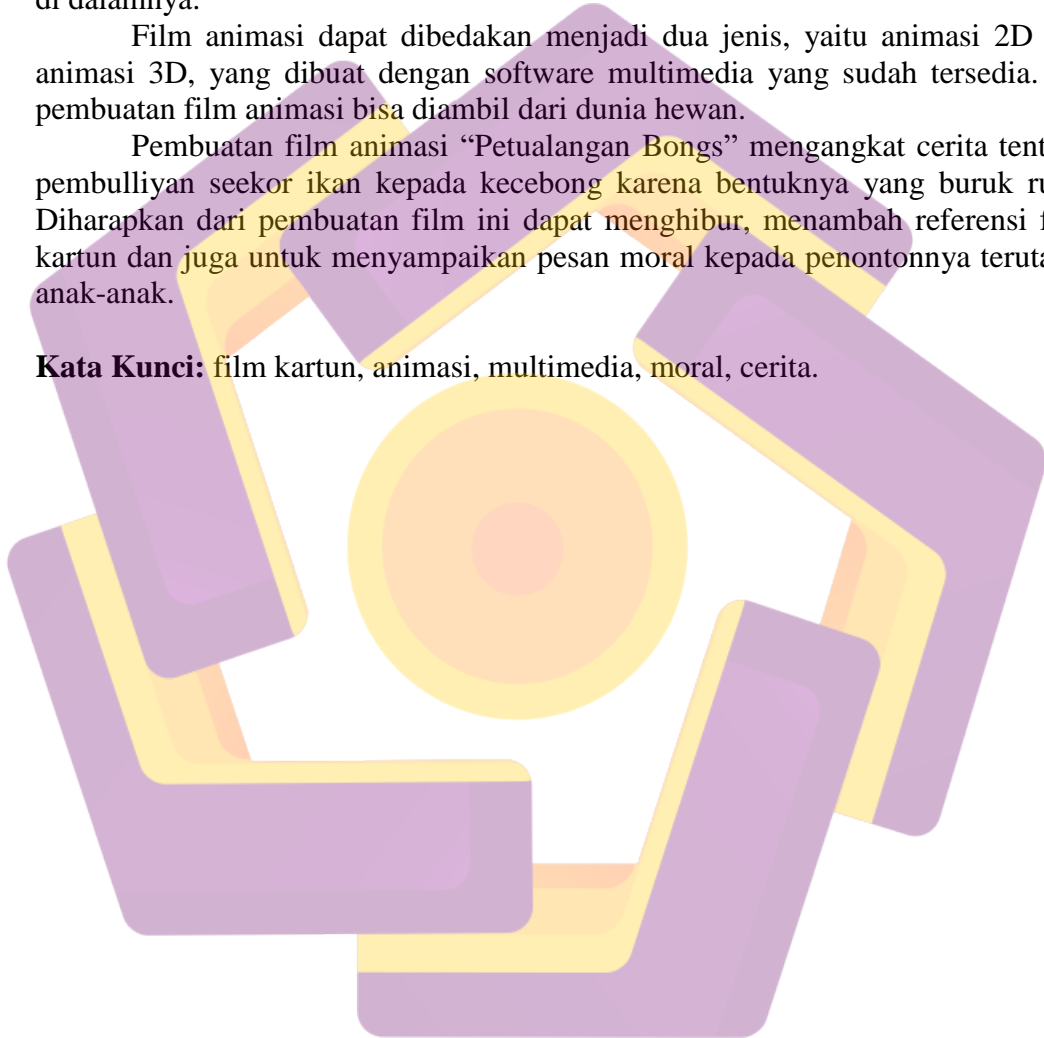 di dalamnya.
Film animasi dapat dibedakan menjadi dua jenis, yaitu animasi 2D
animasi 3D, yang dibuat dengan software multimedia yang sudah tersedia.
pembuatan film animasi bisa diambil dari dunia hewan.
Pembuatan film animasi “Petualangan Bongs” mengangkat cerita tent
pembulliyan seekor ikan kepada kecebong karena bentuknya yang buruk ru
Diharapkan dari pembuatan film ini dapat menghibur, menambah referensi f
kartun dan juga untuk menyampaikan pesan moral kepada penontonnya teruta
anak-anak.
Kata Kunci: film kartun, animasi, multimedia, moral, cerita.